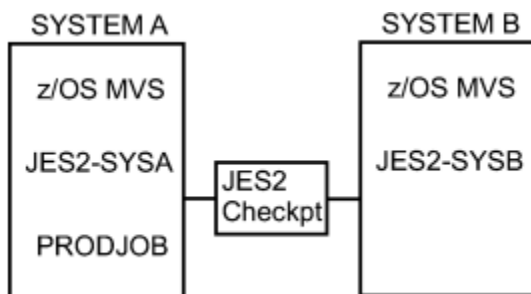 SYSTEM A
z/OS MVS
JES2-SYSA
PRODJOB
JES2
Checkpt
SYSTEM B
z/OS MVS
JES2-SYSB